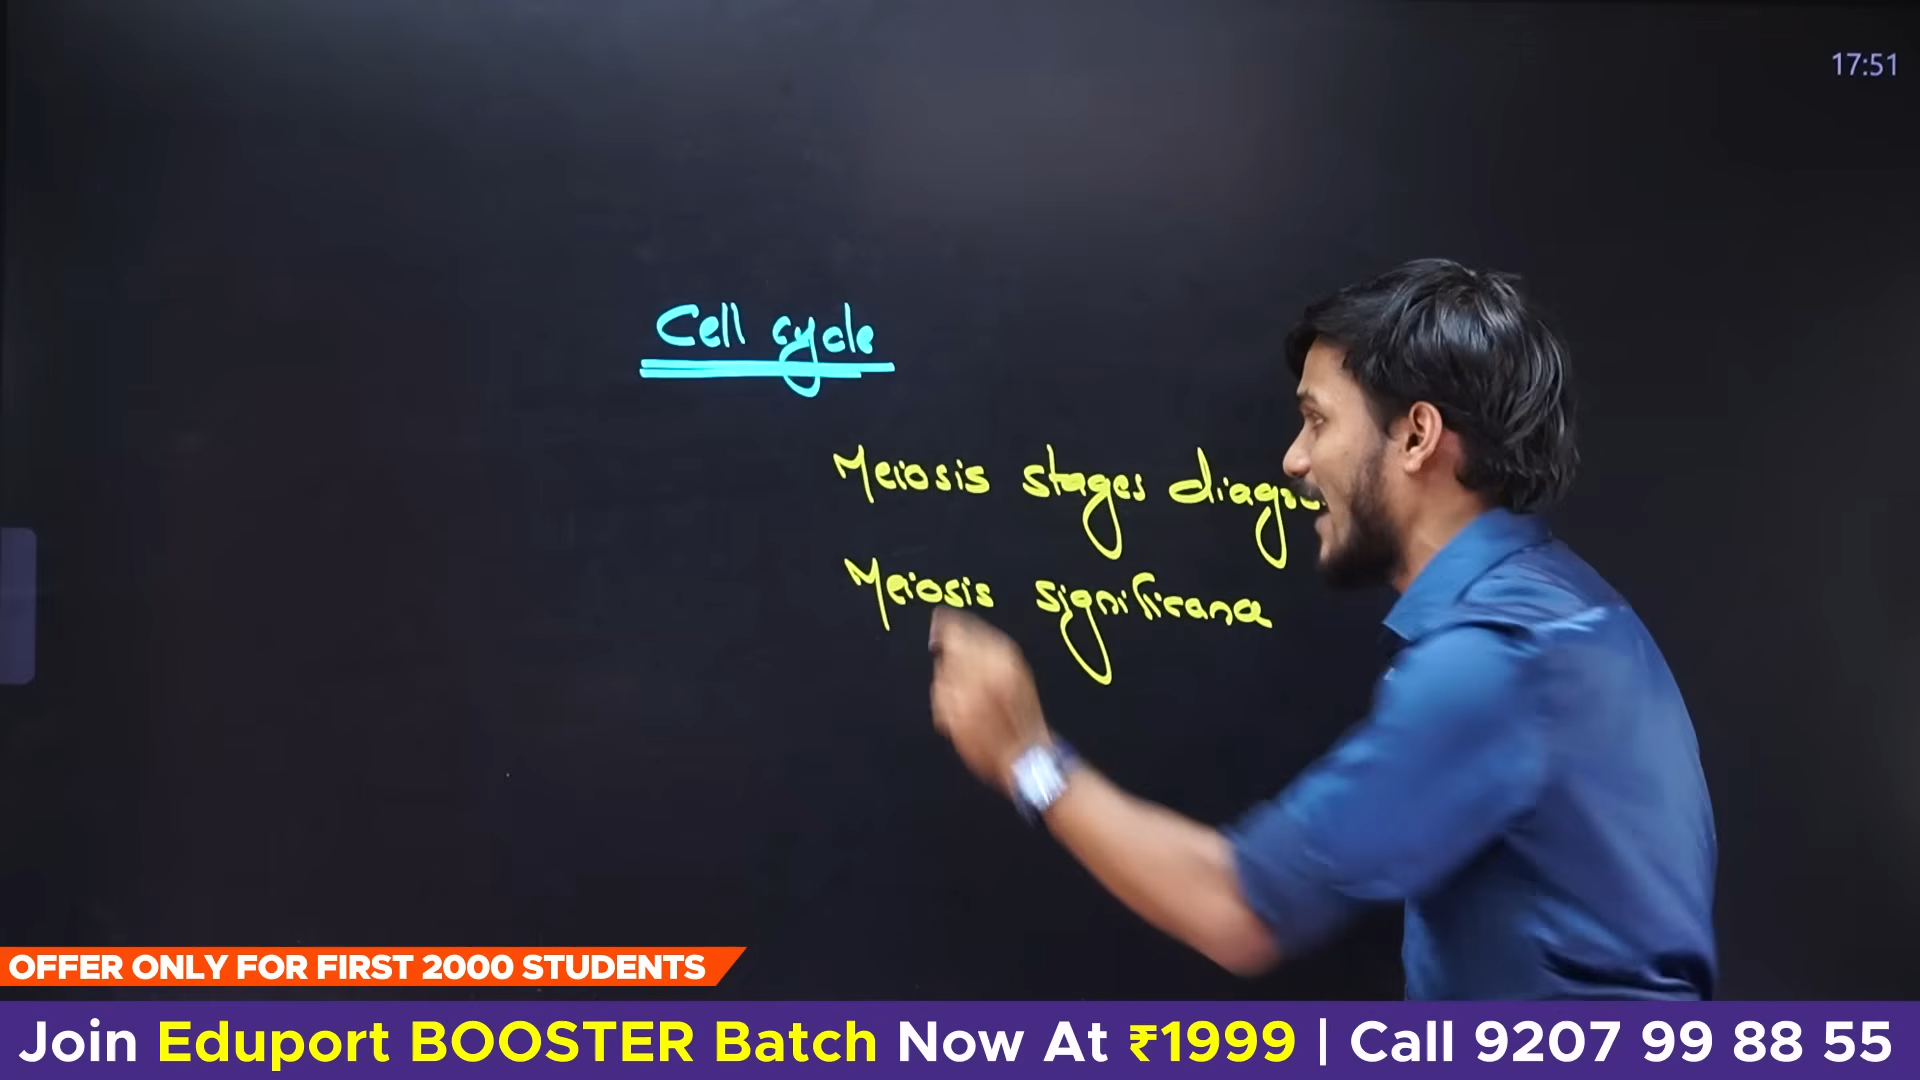 17:51
Cell cycle
Meiosis stages
Meiosis significance
OFFER ONLY FOR FIRST 2000 STUDENTS
Join Eduport BOOSTER Batch Now At ₹1999 | Call 9207 99 88 55